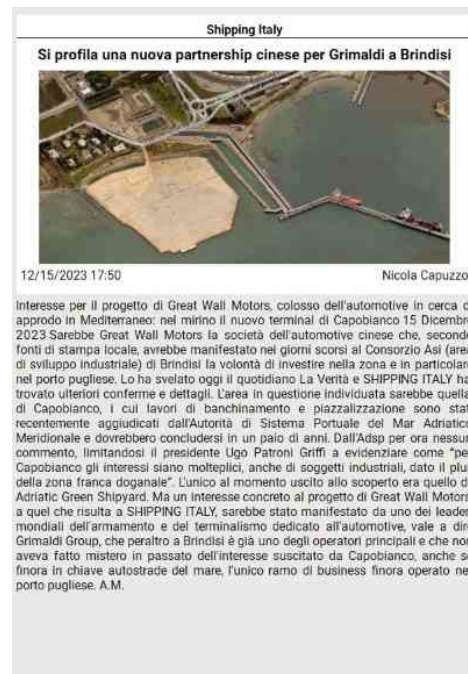 Shipping Italy
Si profila una nuova partnership cinese per Grimaldi a Brindisi
12/15/2023 17:50 Nicola Capuzzo
Interesse per il progetto di Great Wall Motors, colosso dell'automotive in cerca d
approdo in Mediterraneo: nel mirino il nuovo terminal di Capobianco 15 Dicembre
2023 Sarebbe Great Wall Motors la società dell'automotive cinese che, secondo
fonti di stampa locale, avrebbe manifestato nei giorni scorsi al Consorzio Asi (area
di sviluppo industriale) di Brindisi la volontà di investire nella zona e in particolare
nel porto pugliese. Lo ha svelato oggi il quotidiano La Verità e SHIPPING ITALY ha
trovato ulteriori conferme e dettagli. L'area in questione individuata sarebbe quella
di Capobianco, i cui lavori di banchinamento e piazzalizzazione sono stat
recentemente aggiudicati dall'Autorità di Sistema Portuale del Mar Adriatico
Meridionale e dovrebbero concludersi in un paio di anni. Dall'Adsp per ora nessun
commento, limitandosi il presidente Ugo Patroni Griffi a evidenziare come "pe
Capobianco gli interessi siano molteplici, anche di soggetti industriali, dato il plus
della zona franca doganale". L'unico al momento uscito allo scoperto era quello d
Adriatic Green Shipyard. Ma un interesse concreto al progetto di Great Wall Motors
a quel che risulta a SHIPPING ITALY, sarebbe stato manifestato da uno dei leader
mondiali dell'armamento e del terminalismo dedicato all'automotive, vale a dire
Grimaldi Group, che peraltro a Brindisi è già uno degli operatori principali e che non
aveva fatto mistero in passato dell'interesse suscitato da Capobianco, anche se
finora in chiave autostrade del mare, l'unico ramo di business finora operato ne
porto pugliese. A.M.